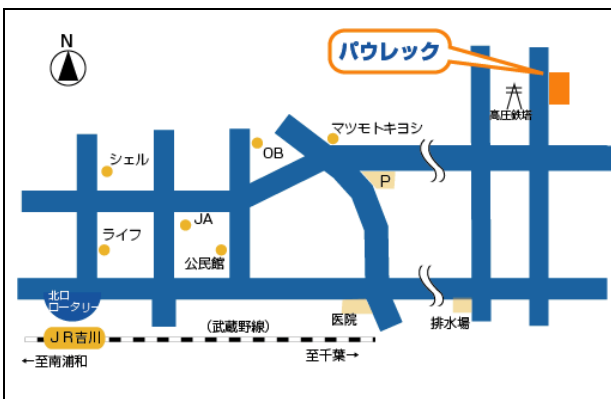 N
パウレック
マツモトキヨシ
OB
高圧鉄塔
シェル
P
JA
ライフ
公民館
北口
ロータリー
医院
排水場
(武蔵野線)
JR吉川
←至南浦和
至千葉→